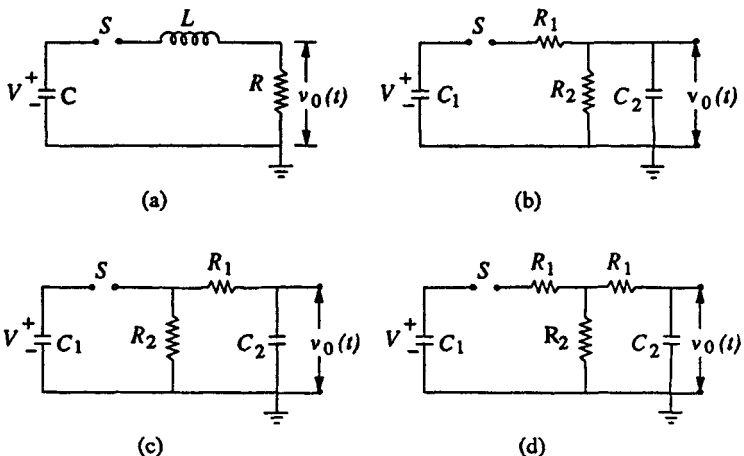 S L
V + - C R v0(t)
(a)
S R1
V + - C1 R2 C2 v0(t)
(b)
S R1
V + - C1 R2 C2 v0(t)
(c)
S R1 R1
V + - C1 R2 C2 v0(t)
(d)